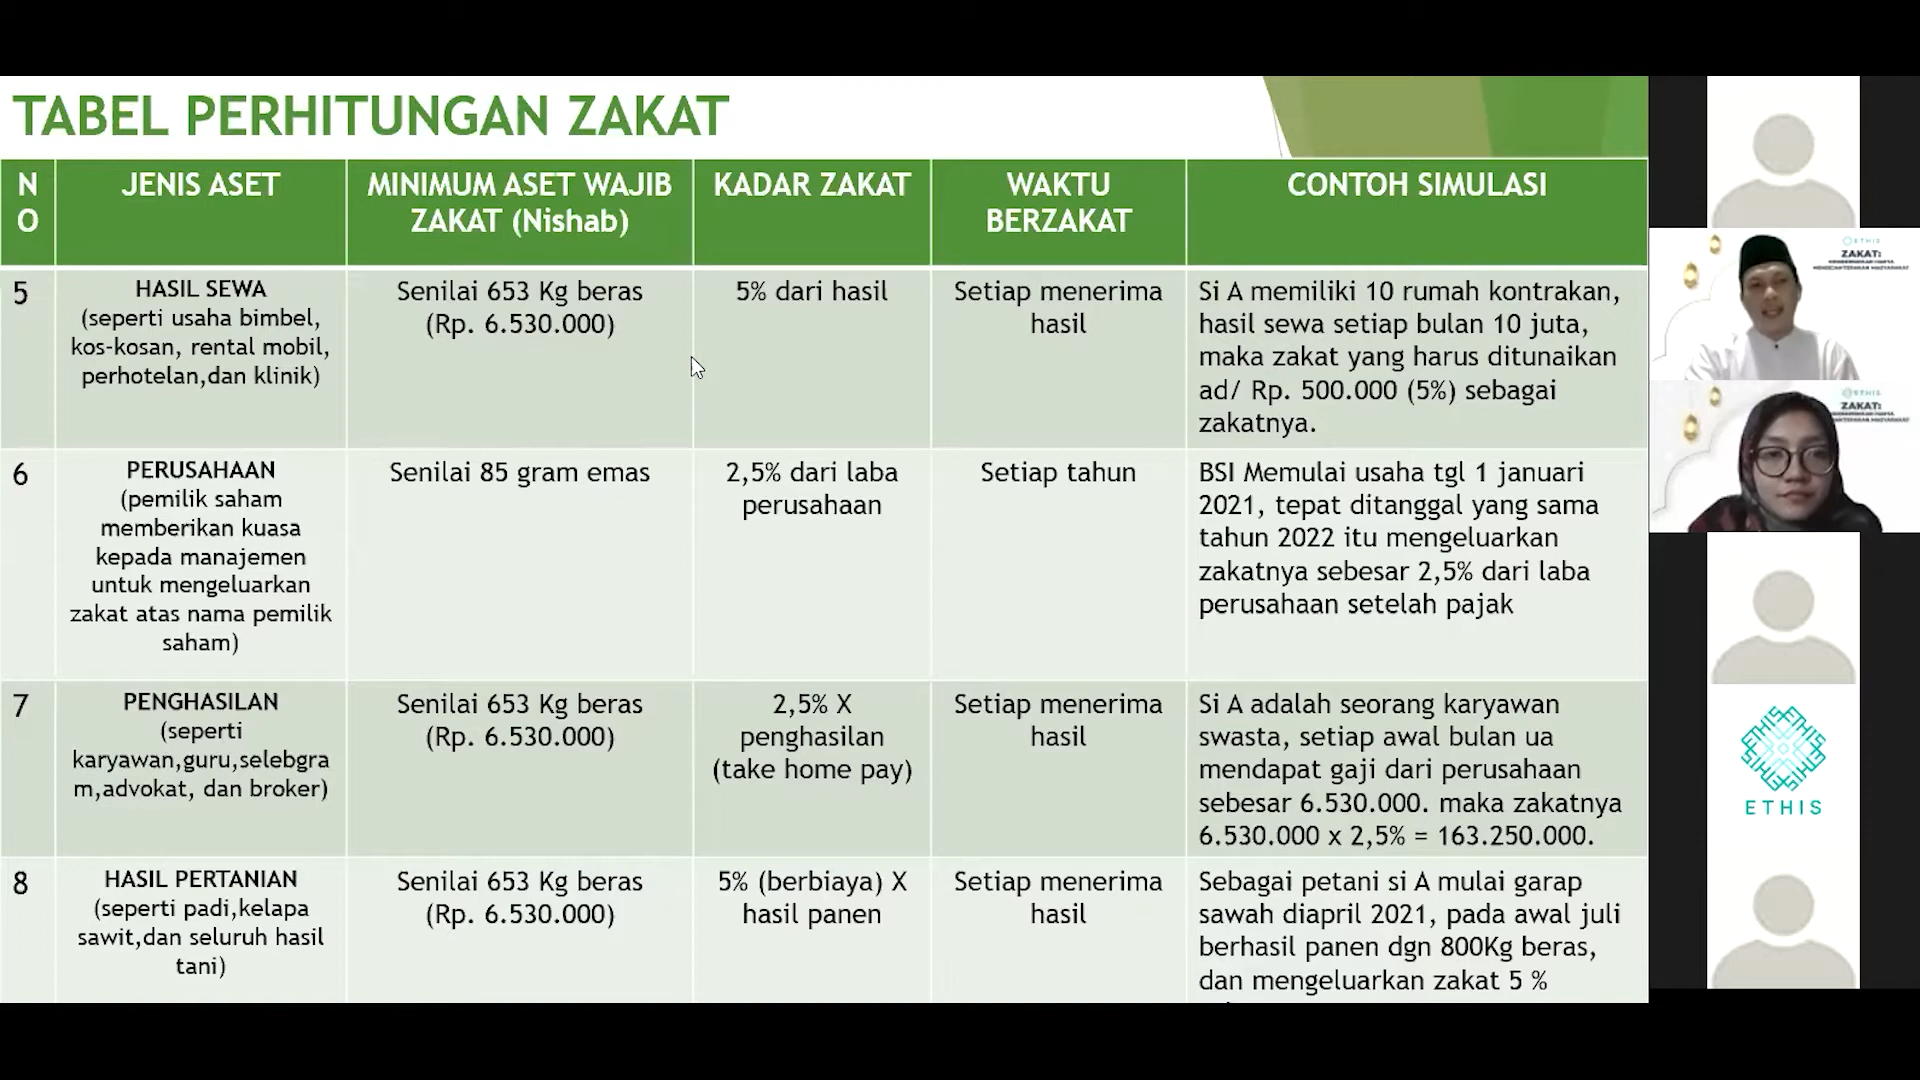 TABEL PERHITUNGAN ZAKAT
N
O
JENIS ASET
MINIMUM ASET WAJIB
ZAKAT (Nishab)
KADAR ZAKAT
WAKTU
BERZAKAT
CONTOH SIMULASI
5
HASIL SEWA
(seperti usaha bimbel,
kos-kosan, rental mobil,
perhotelan,dan klinik)
Senilai 653 Kg beras
(Rp. 6.530.000)
5% dari hasil
Setiap menerima
hasil
Si A memiliki 10 rumah kontrakan,
hasil sewa setiap bulan 10 juta,
maka zakat yang harus ditunaikan
ad/ Rp. 500.000 (5%) sebagai
zakatnya.
6
PERUSAHAAN
(pemilik saham
memberikan kuasa
kepada manajemen
untuk mengeluarkan
zakat atas nama pemilik
saham)
Senilai 85 gram emas
2,5% dari laba
perusahaan
Setiap tahun
BSI Memulai usaha tgl 1 januari
2021, tepat ditanggal yang sama
tahun 2022 itu mengeluarkan
zakatnya sebesar 2,5% dari laba
perusahaan setelah pajak
7
PENGHASILAN
(seperti
karyawan,guru,selebgra
m,advokat, dan broker)
Senilai 653 Kg beras
(Rp. 6.530.000)
2,5% X
penghasilan
(take home pay)
Setiap menerima
hasil
Si A adalah seorang karyawan
swasta, setiap awal bulan ua
mendapat gaji dari perusahaan
sebesar 6.530.000. maka zakatnya
6.530.000 x 2,5% = 163.250.000.
8
HASIL PERTANIAN
(seperti padi,kelapa
sawit,dan seluruh hasil
tani)
Senilai 653 Kg beras
(Rp. 6.530.000)
5% (berbiaya) X
hasil panen
Setiap menerima
hasil
Sebagai petani si A mulai garap
sawah diapril 2021, pada awal juli
berhasil panen dgn 800Kg beras,
dan mengeluarkan zakat 5 %
ETHIS
ZAKAT:
ETHIS
ZAKAT:
ETHIS